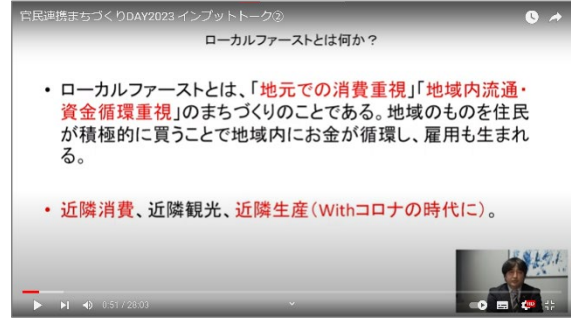 官民連携まちづくりDAY2023 インプットトーク②
ローカルファーストとは何か？
• ローカルファーストとは、「地元での消費重視」「地域内流通・
資金循環重視」のまちづくりのことである。地域のものを住民
が積極的に買うことで地域内にお金が循環し、雇用も生まれ
る。
• 近隣消費、近隣観光、近隣生産（Withコロナの時代に）。
0:51 / 28:03